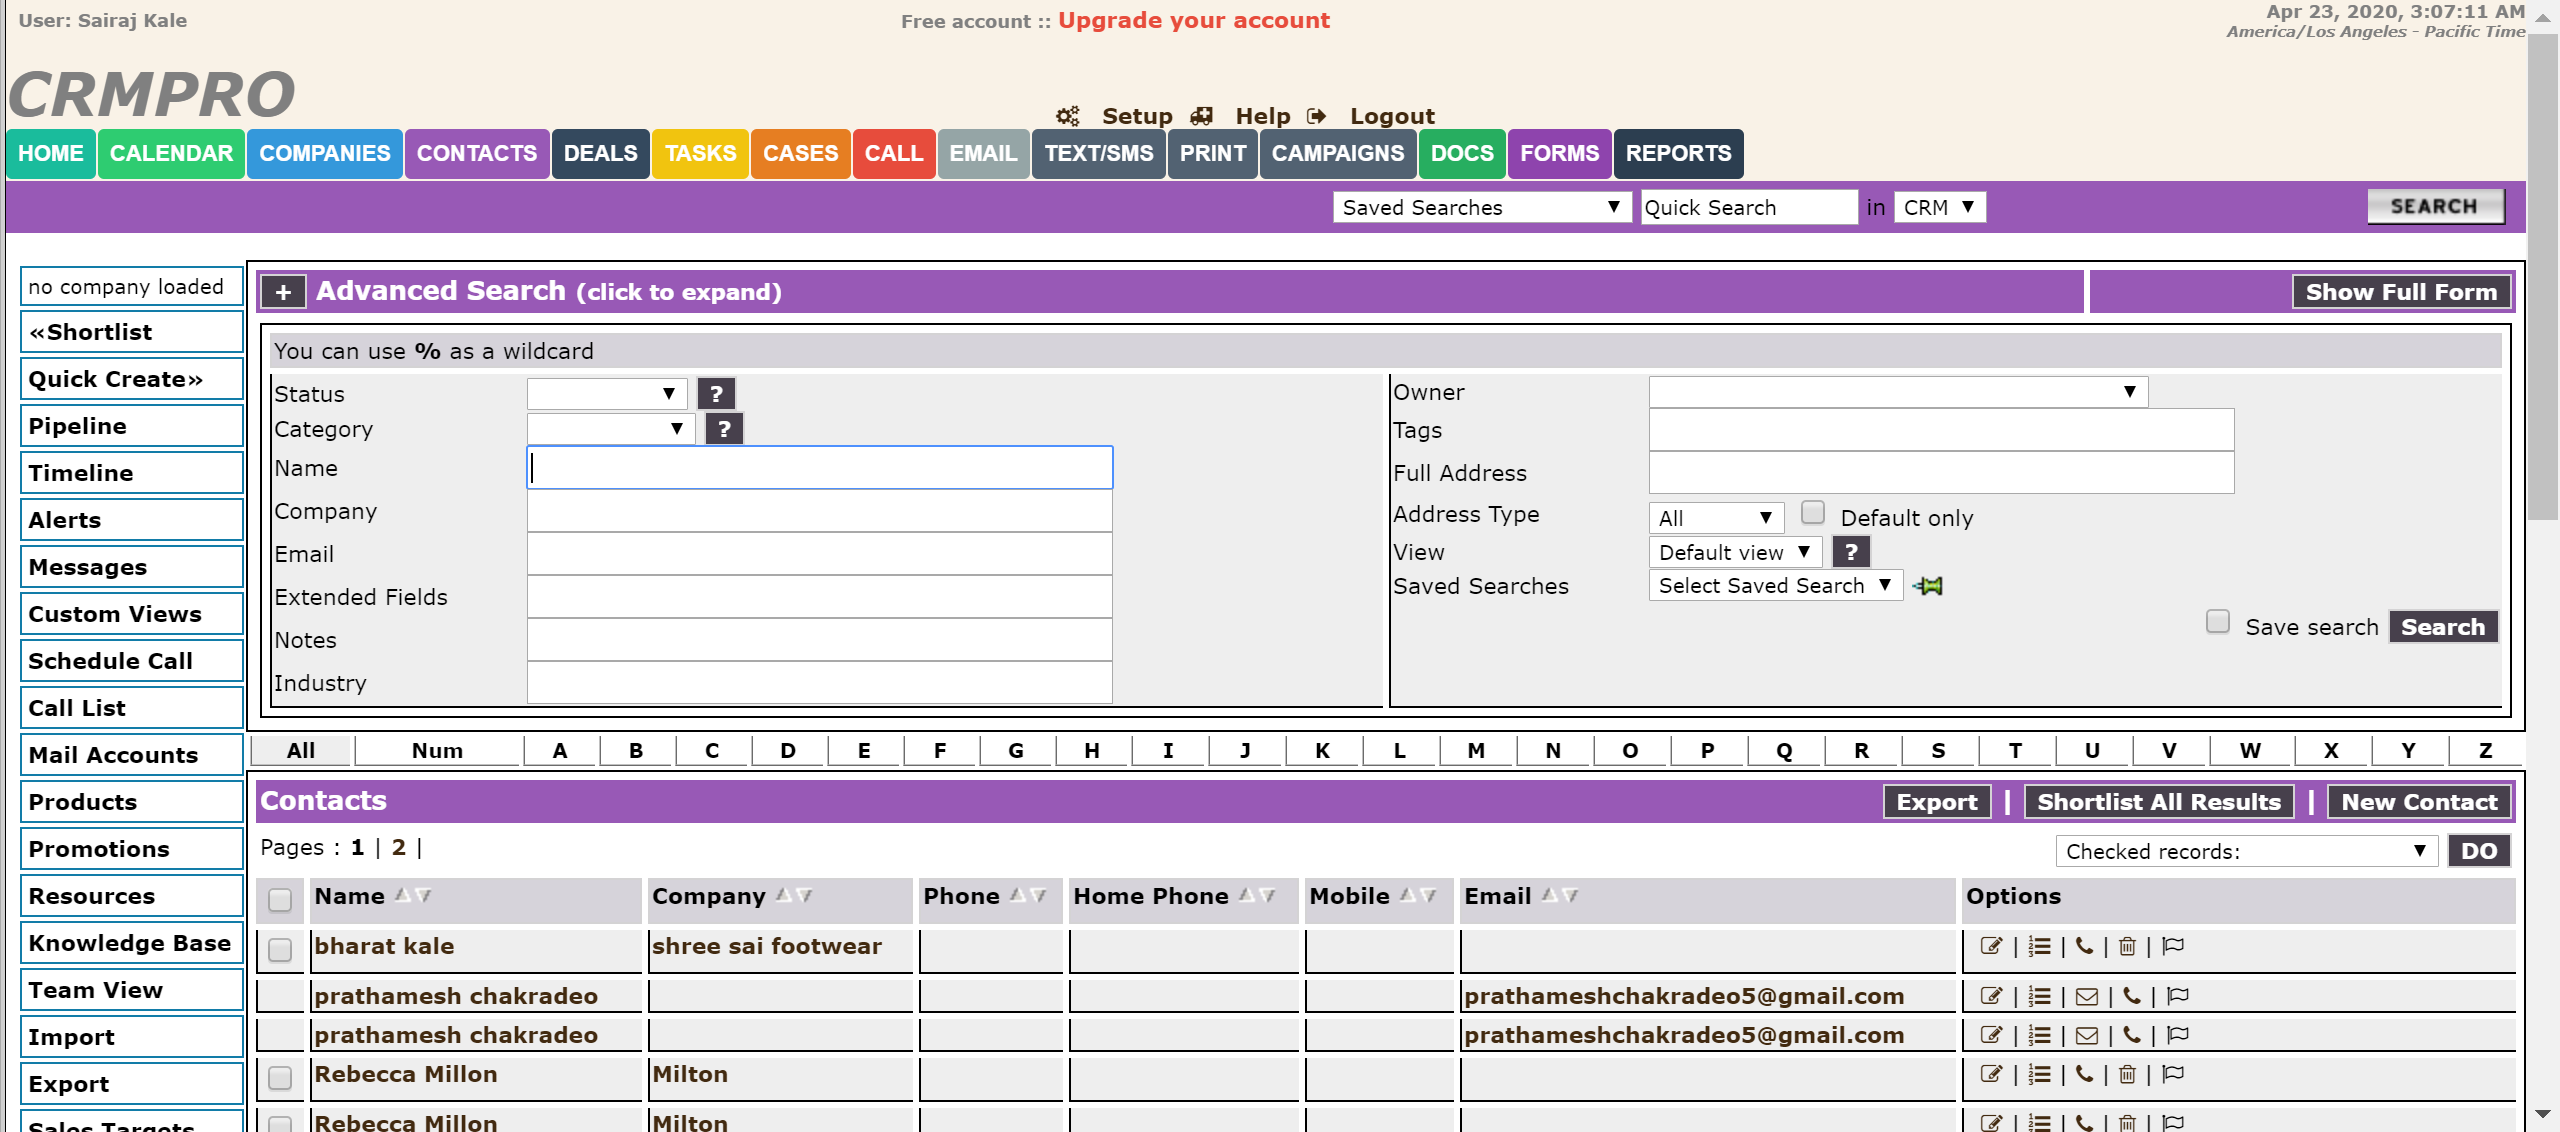 User: Sairaj Kale
Free account :: Upgrade your account
Apr 23, 2020, 3:07:11 AM
America/Los Angeles - Pacific Time
CRMPRO
Setup Help Logout
HOME CALENDAR COMPANIES CONTACTS DEALS TASKS CASES CALL EMAIL TEXT/SMS PRINT CAMPAIGNS DOCS FORMS REPORTS
Saved Searches Quick Search in CRM SEARCH
no company loaded
«Shortlist
Quick Create»
Pipeline
Timeline
Alerts
Messages
Custom Views
Schedule Call
Call List
Mail Accounts
Products
Promotions
Resources
Knowledge Base
Team View
Import
Export
Sales Targets
+ Advanced Search (click to expand) Show Full Form
You can use % as a wildcard
Status ?
Category ?
Name
Company
Email
Extended Fields
Notes
Industry
Owner
Tags
Full Address
Address Type All Default only
View Default view ?
Saved Searches Select Saved Search
Save search Search
All Num A B C D E F G H I J K L M N O P Q R S T U V W X Y Z
Contacts Export | Shortlist All Results | New Contact
Pages : 1 | 2 |
Checked records: DO
Name Company Phone Home Phone Mobile Email Options
bharat kale shree sai footwear | | | |
prathamesh chakradeo prathameshchakradeo5@gmail.com | | | |
prathamesh chakradeo prathameshchakradeo5@gmail.com | | | |
Rebecca Millon Milton | | | |
Rebecca Millon Milton | | | |